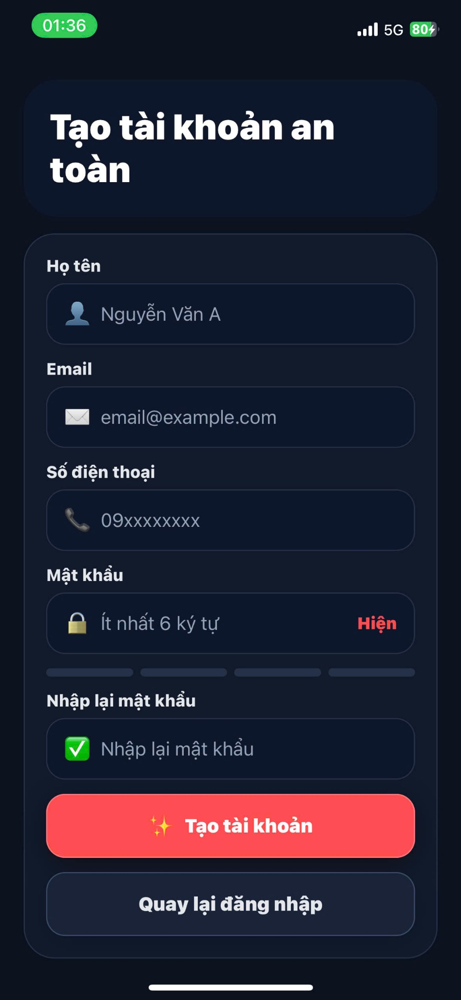 01:36
5G 80
Tạo tài khoản an
toàn
Họ tên
Nguyễn Văn A
Email
email@example.com
Số điện thoại
09xxxxxxxx
Mật khẩu
Ít nhất 6 ký tự
Hiện
Nhập lại mật khẩu
Nhập lại mật khẩu
Tạo tài khoản
Quay lại đăng nhập